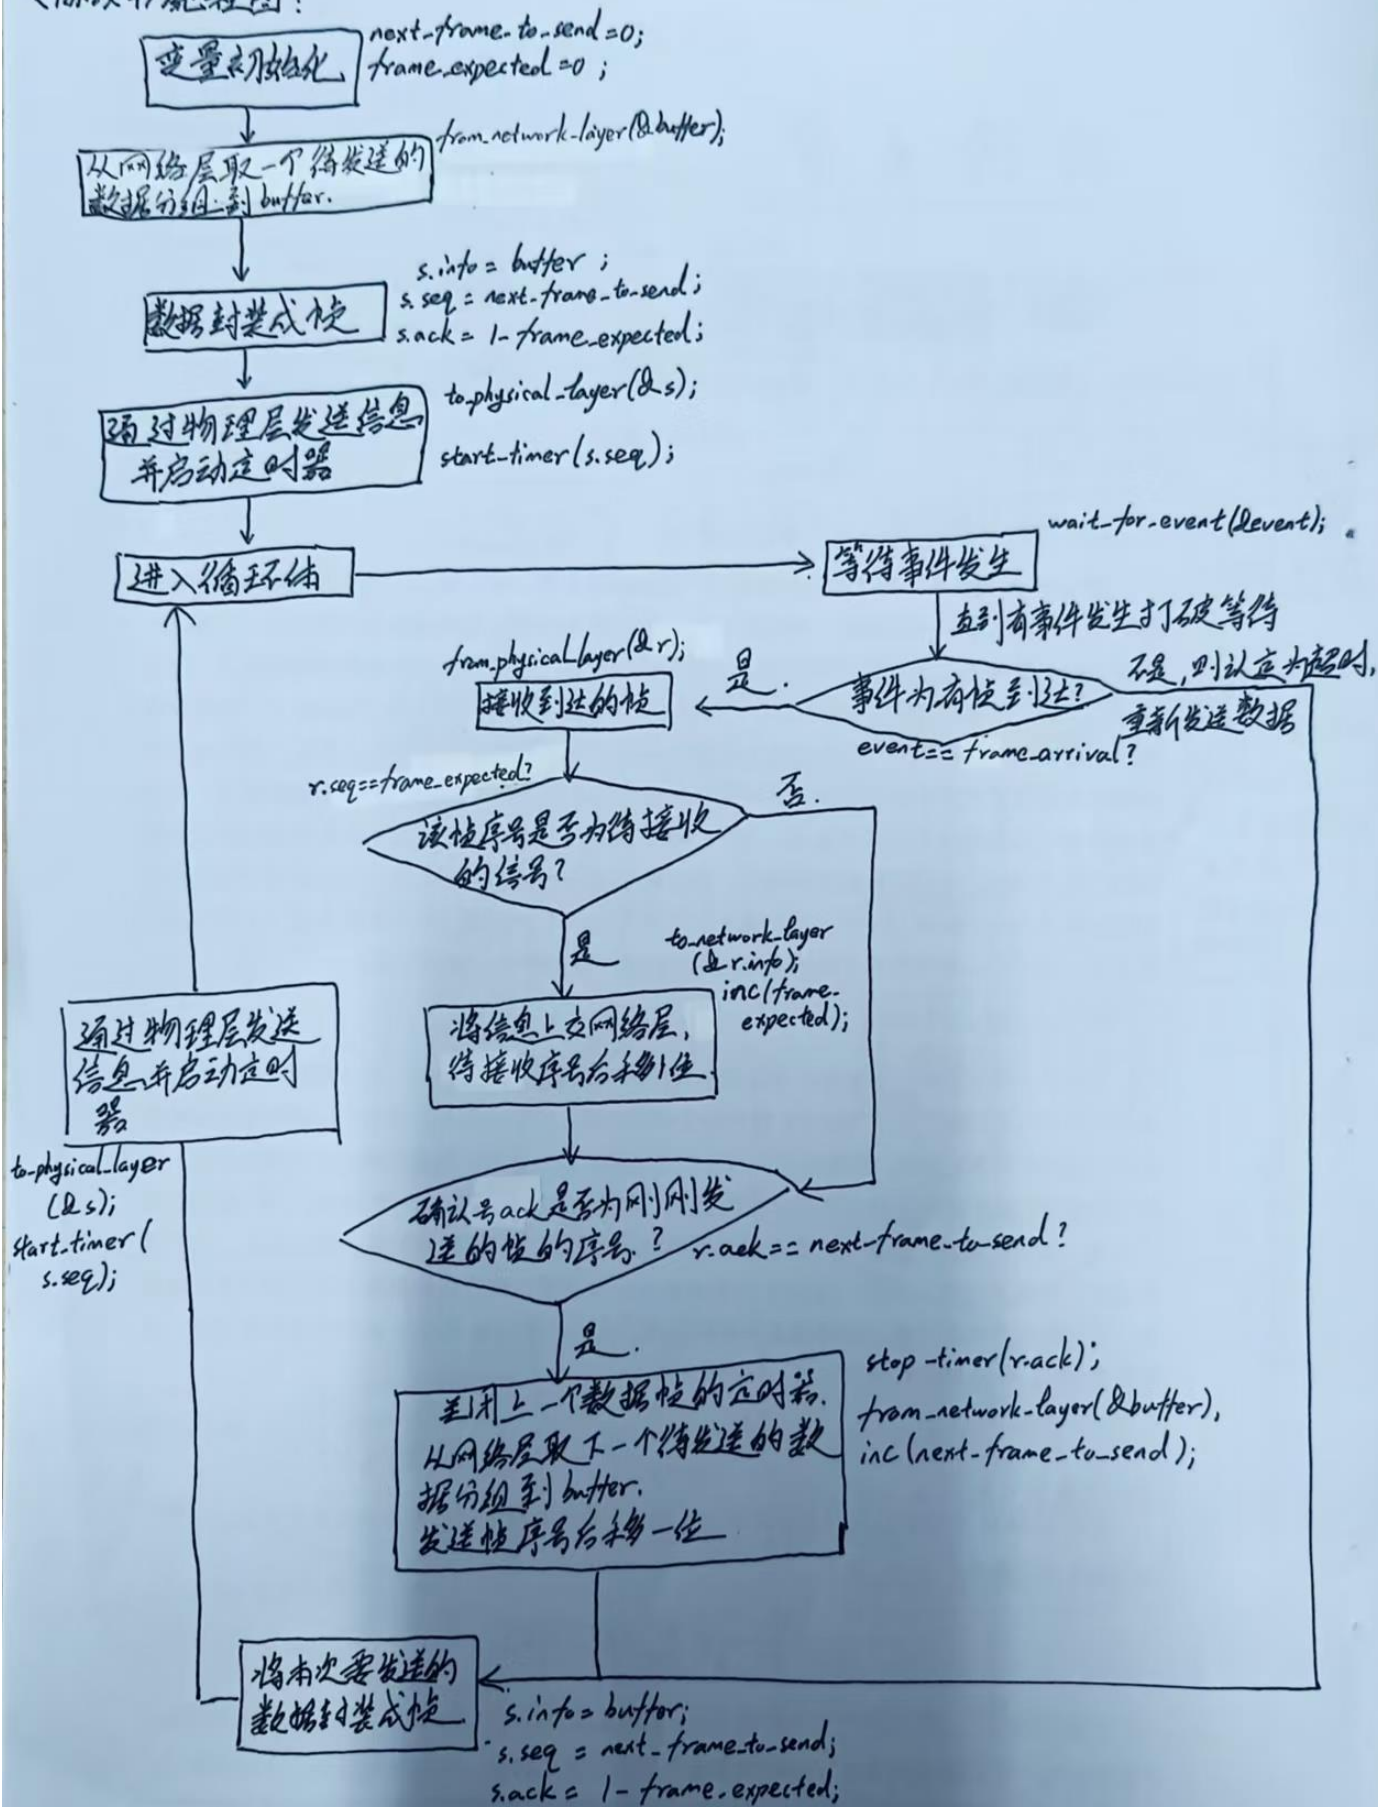 变量初始化
next_frame_to_send=0;
frame_expected=0;
from_network_layer(&buffer);
从网络层取一个待发送的
数据分组到buffer.
数据封装成帧
s.info = buffer ;
s.seq = next_frame_to_send;
s.ack = 1-frame_expected;
通过物理层发送信息
并启动定时器
to_physical_layer(&s);
start_timer(s.seq);
进入循环体
wait_for_event(&event);
等待事件发生
直到有事件发生打破等待
事件为有帧到达?
event== frame_arrival?
是.
不是,则认定为超时,
重新发送数据
from_physical_layer(&r);
接收到达的帧
r.seq==frame_expected?
该帧序号是否为待接收
的信号?
否.
是
to_network_layer
(&r.info);
inc(frame_
expected);
将信息上交网络层,
待接收序号后移1位
通过物理层发送
信息并启动定时
器
to_physical_layer
(&s);
start_timer(
s.seq);
确认号ack是否为刚刚发
送的帧的序号.?
r.ack== next_frame_to_send?
是.
关闭上一个数据帧的定时器.
从网络层取下一个待发送的数
据分组到buffer.
发送帧序号后移一位
stop_timer(r.ack);
from_network_layer(&buffer),
inc(next_frame_to_send);
将本次要发送的
数据封装成帧
s.info = buffer;
s.seq = next_frame_to_send;
s.ack = 1- frame_expected;